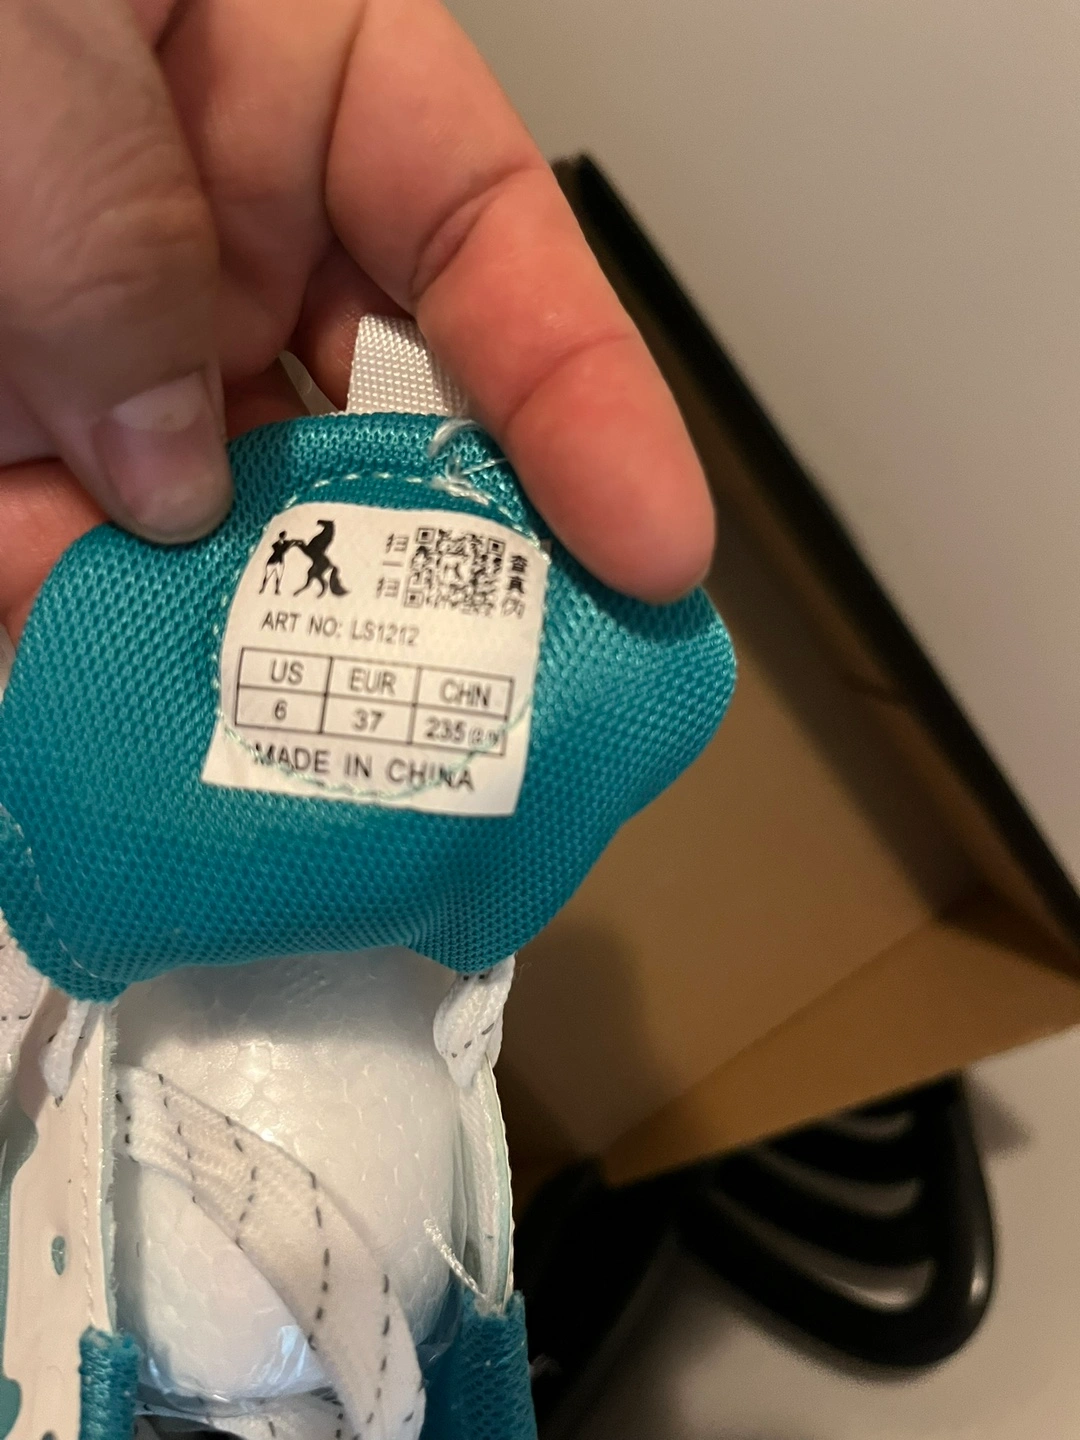 扫一扫
查真伪
ART NO: LS1212
US EUR CHN
6 37 235
MADE IN CHINA